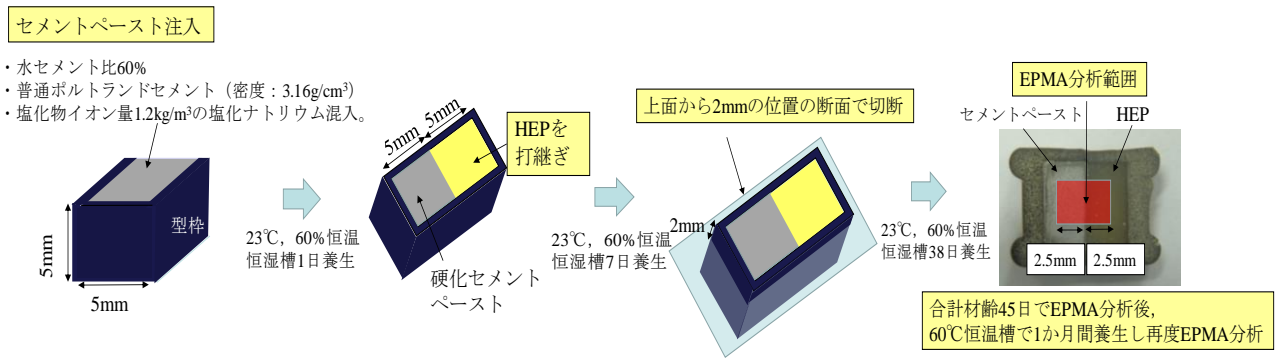 セメントペースト注入
・水セメント比60%
・普通ポルトランドセメント（密度：3.16g/cm³）
・塩化物イオン量1.2kg/m³の塩化ナトリウム混入。
型枠
5mm
5mm
23℃，60%恒温
恒湿槽1日養生
5mm
5mm
HEPを
打継ぎ
硬化セメント
ペースト
23℃，60%恒温
恒湿槽7日養生
上面から2mmの位置の断面で切断
2mm
23℃，60%恒温
恒湿槽38日養生
EPMA分析範囲
セメントペースト
HEP
2.5mm
2.5mm
合計材齢45日でEPMA分析後，
60℃恒温槽で1か月間養生し再度EPMA分析